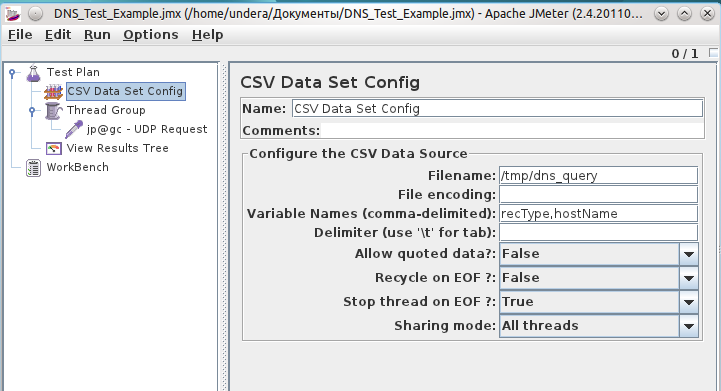 DNS_Test_Example.jmx (/home/undera/Документы/DNS_Test_Example.jmx) - Apache JMeter (2.4.20110...
File Edit Run Options Help
0 / 1
Test Plan
CSV Data Set Config
Thread Group
jp@gc - UDP Request
View Results Tree
WorkBench
CSV Data Set Config
Name: CSV Data Set Config
Comments:
Configure the CSV Data Source
Filename: /tmp/dns_query
File encoding:
Variable Names (comma-delimited): recType,hostName
Delimiter (use '\t' for tab):
Allow quoted data?: False
Recycle on EOF ?: False
Stop thread on EOF ?: True
Sharing mode: All threads